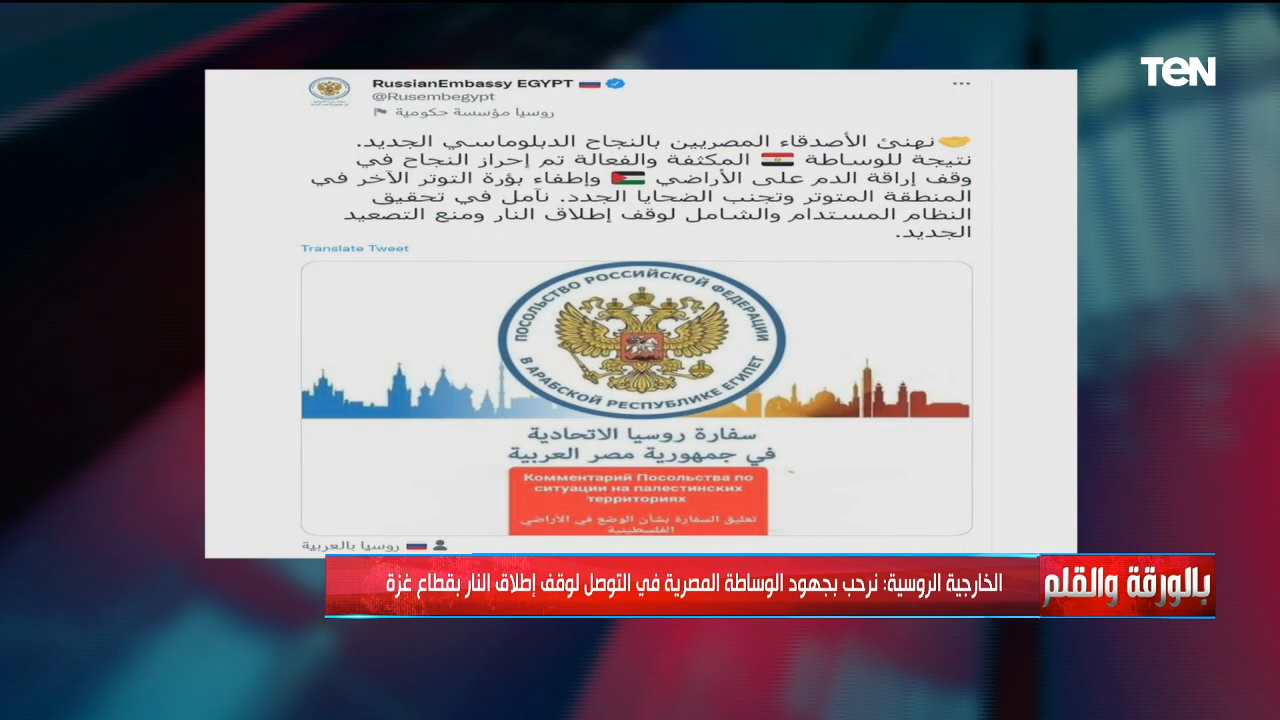 TEN
RussianEmbassy EGYPT 🇷🇺
@Rusembegypt
روسيا مؤسسة حكومية
🤝نهنئ الأصدقاء المصريين بالنجاح الدبلوماسي الجديد.
نتيجة للوساطة 🇪🇬 المكثفة والفعالة تم إحراز النجاح في
وقف إراقة الدم على الأراضي 🇵🇸 وإطفاء بؤرة التوتر الآخر في
المنطقة المتوتر وتجنب الضحايا الجدد. نآمل في تحقيق
النظام المستدام والشامل لوقف إطلاق النار ومنع التصعيد
الجديد.
Translate Tweet
ПОСОЛЬСТВО РОССИЙСКОЙ ФЕДЕРАЦИИ
В АРАБСКОЙ РЕСПУБЛИКЕ ЕГИПЕТ
سفارة روسيا الاتحادية
في جمهورية مصر العربية
Комментарий Посольства по
ситуации на палестинских
территориях
تعليق السفارة بشأن الوضع في الأراضي
الفلسطينية
روسيا بالعربية 🇷🇺
بالورقة والقلم
الخارجية الروسية: نرحب بجهود الوساطة المصرية في التوصل لوقف إطلاق النار بقطاع غزة